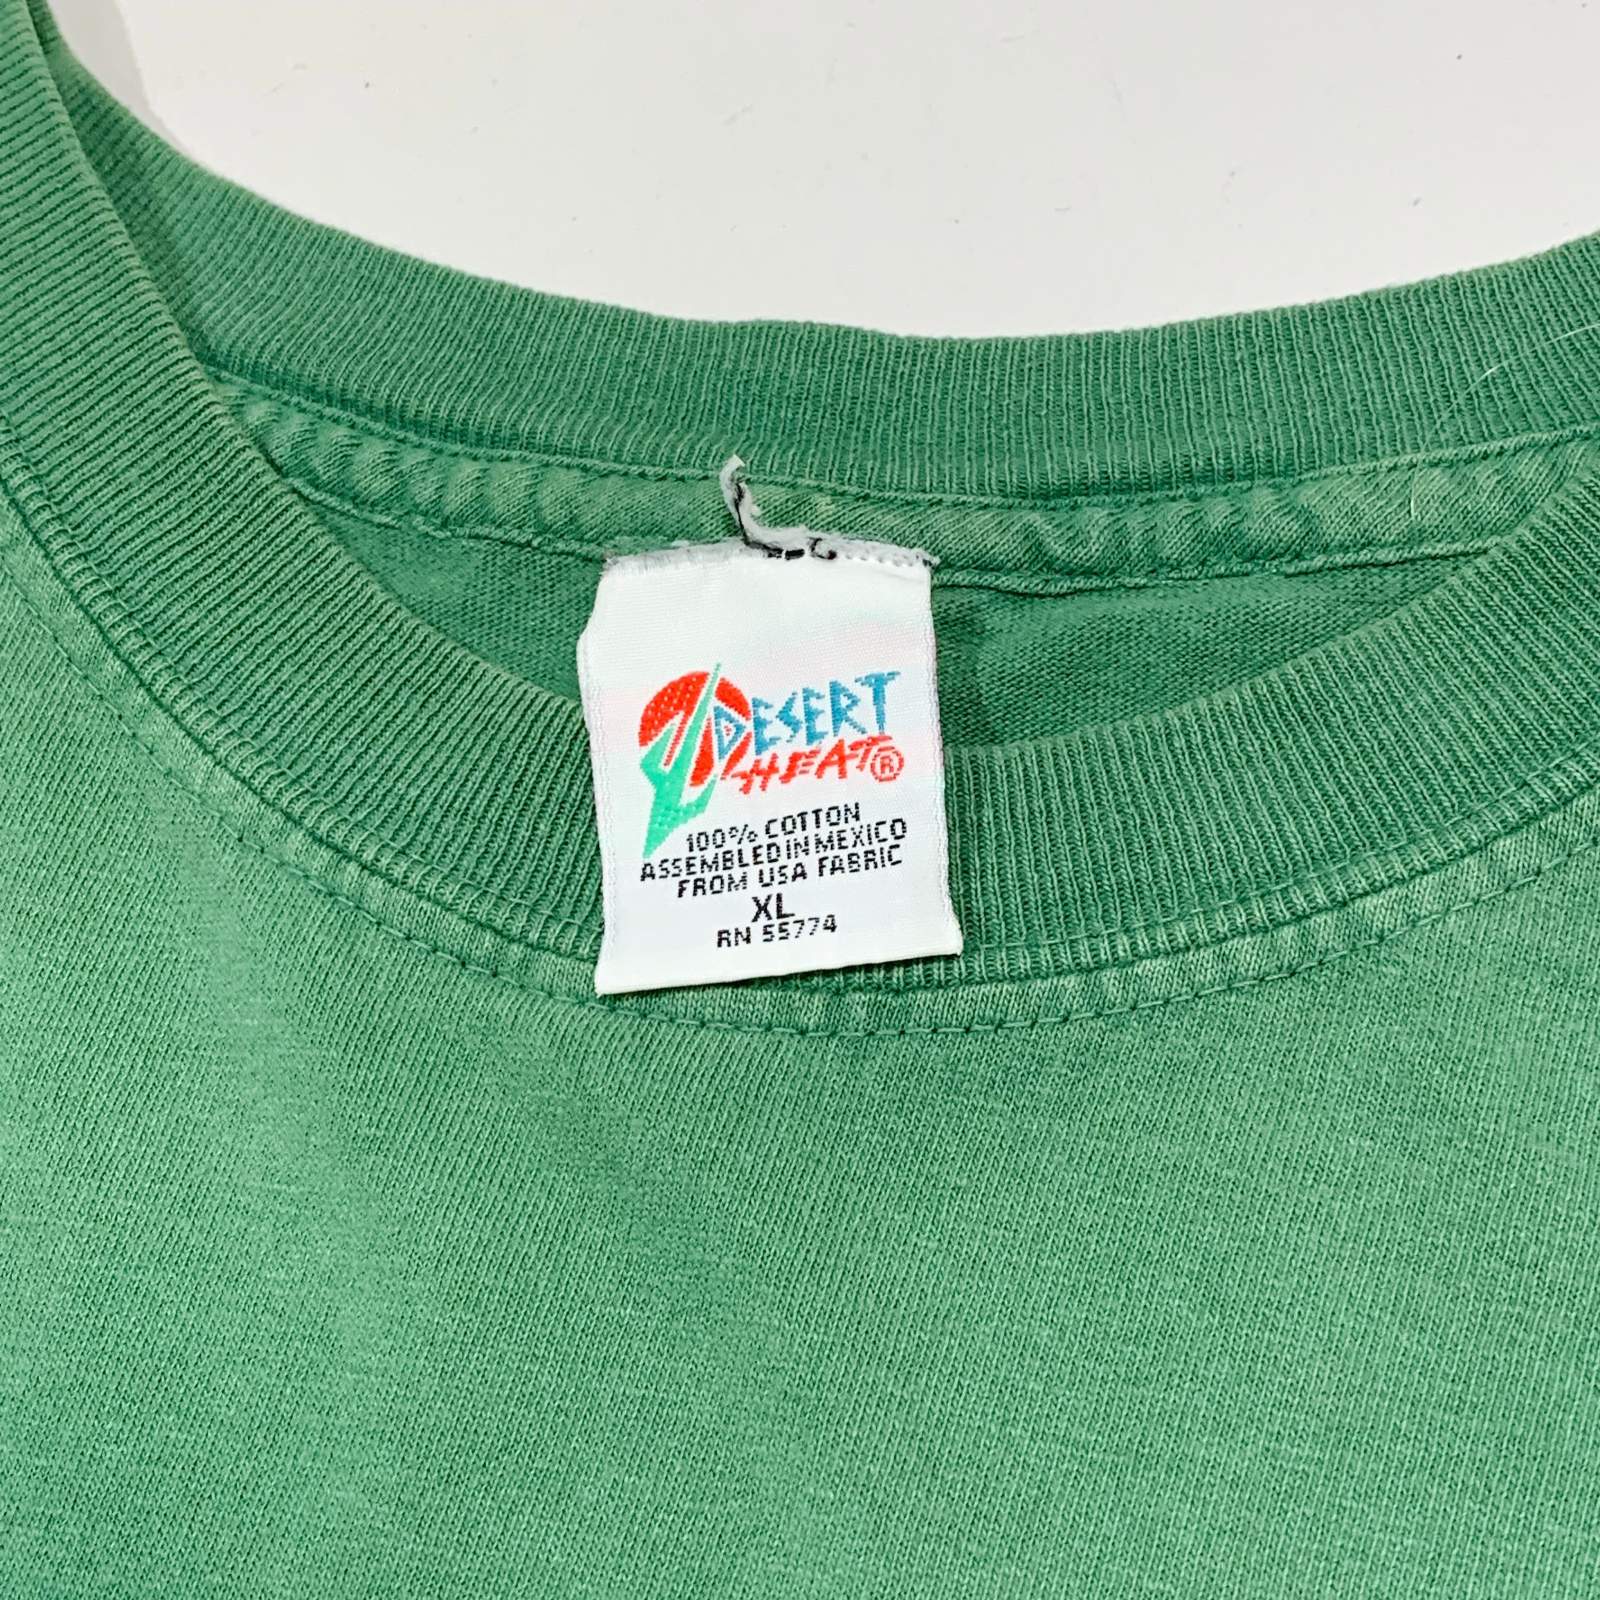 DESERT
HEAT®
100% COTTON
ASSEMBLED IN MEXICO
FROM USA FABRIC
XL
RN 55774